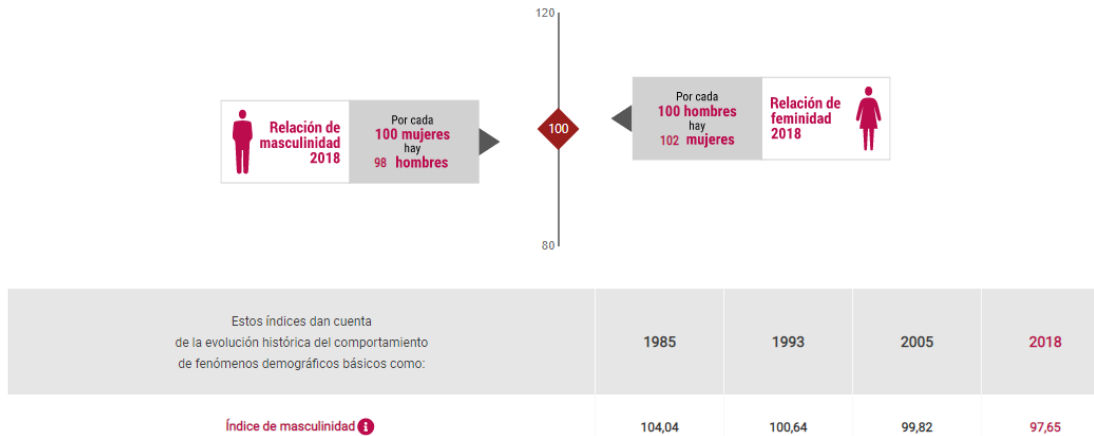 120
Relación de
masculinidad
2018
Por cada
100 mujeres
hay
98 hombres
100
Por cada
100 hombres
hay
102 mujeres
Relación de
feminidad
2018
80
Estos índices dan cuenta
de la evolución histórica del comportamiento
de fenómenos demográficos básicos como:
1985
1993
2005
2018
Índice de masculinidad i
104,04
100,64
99,82
97,65